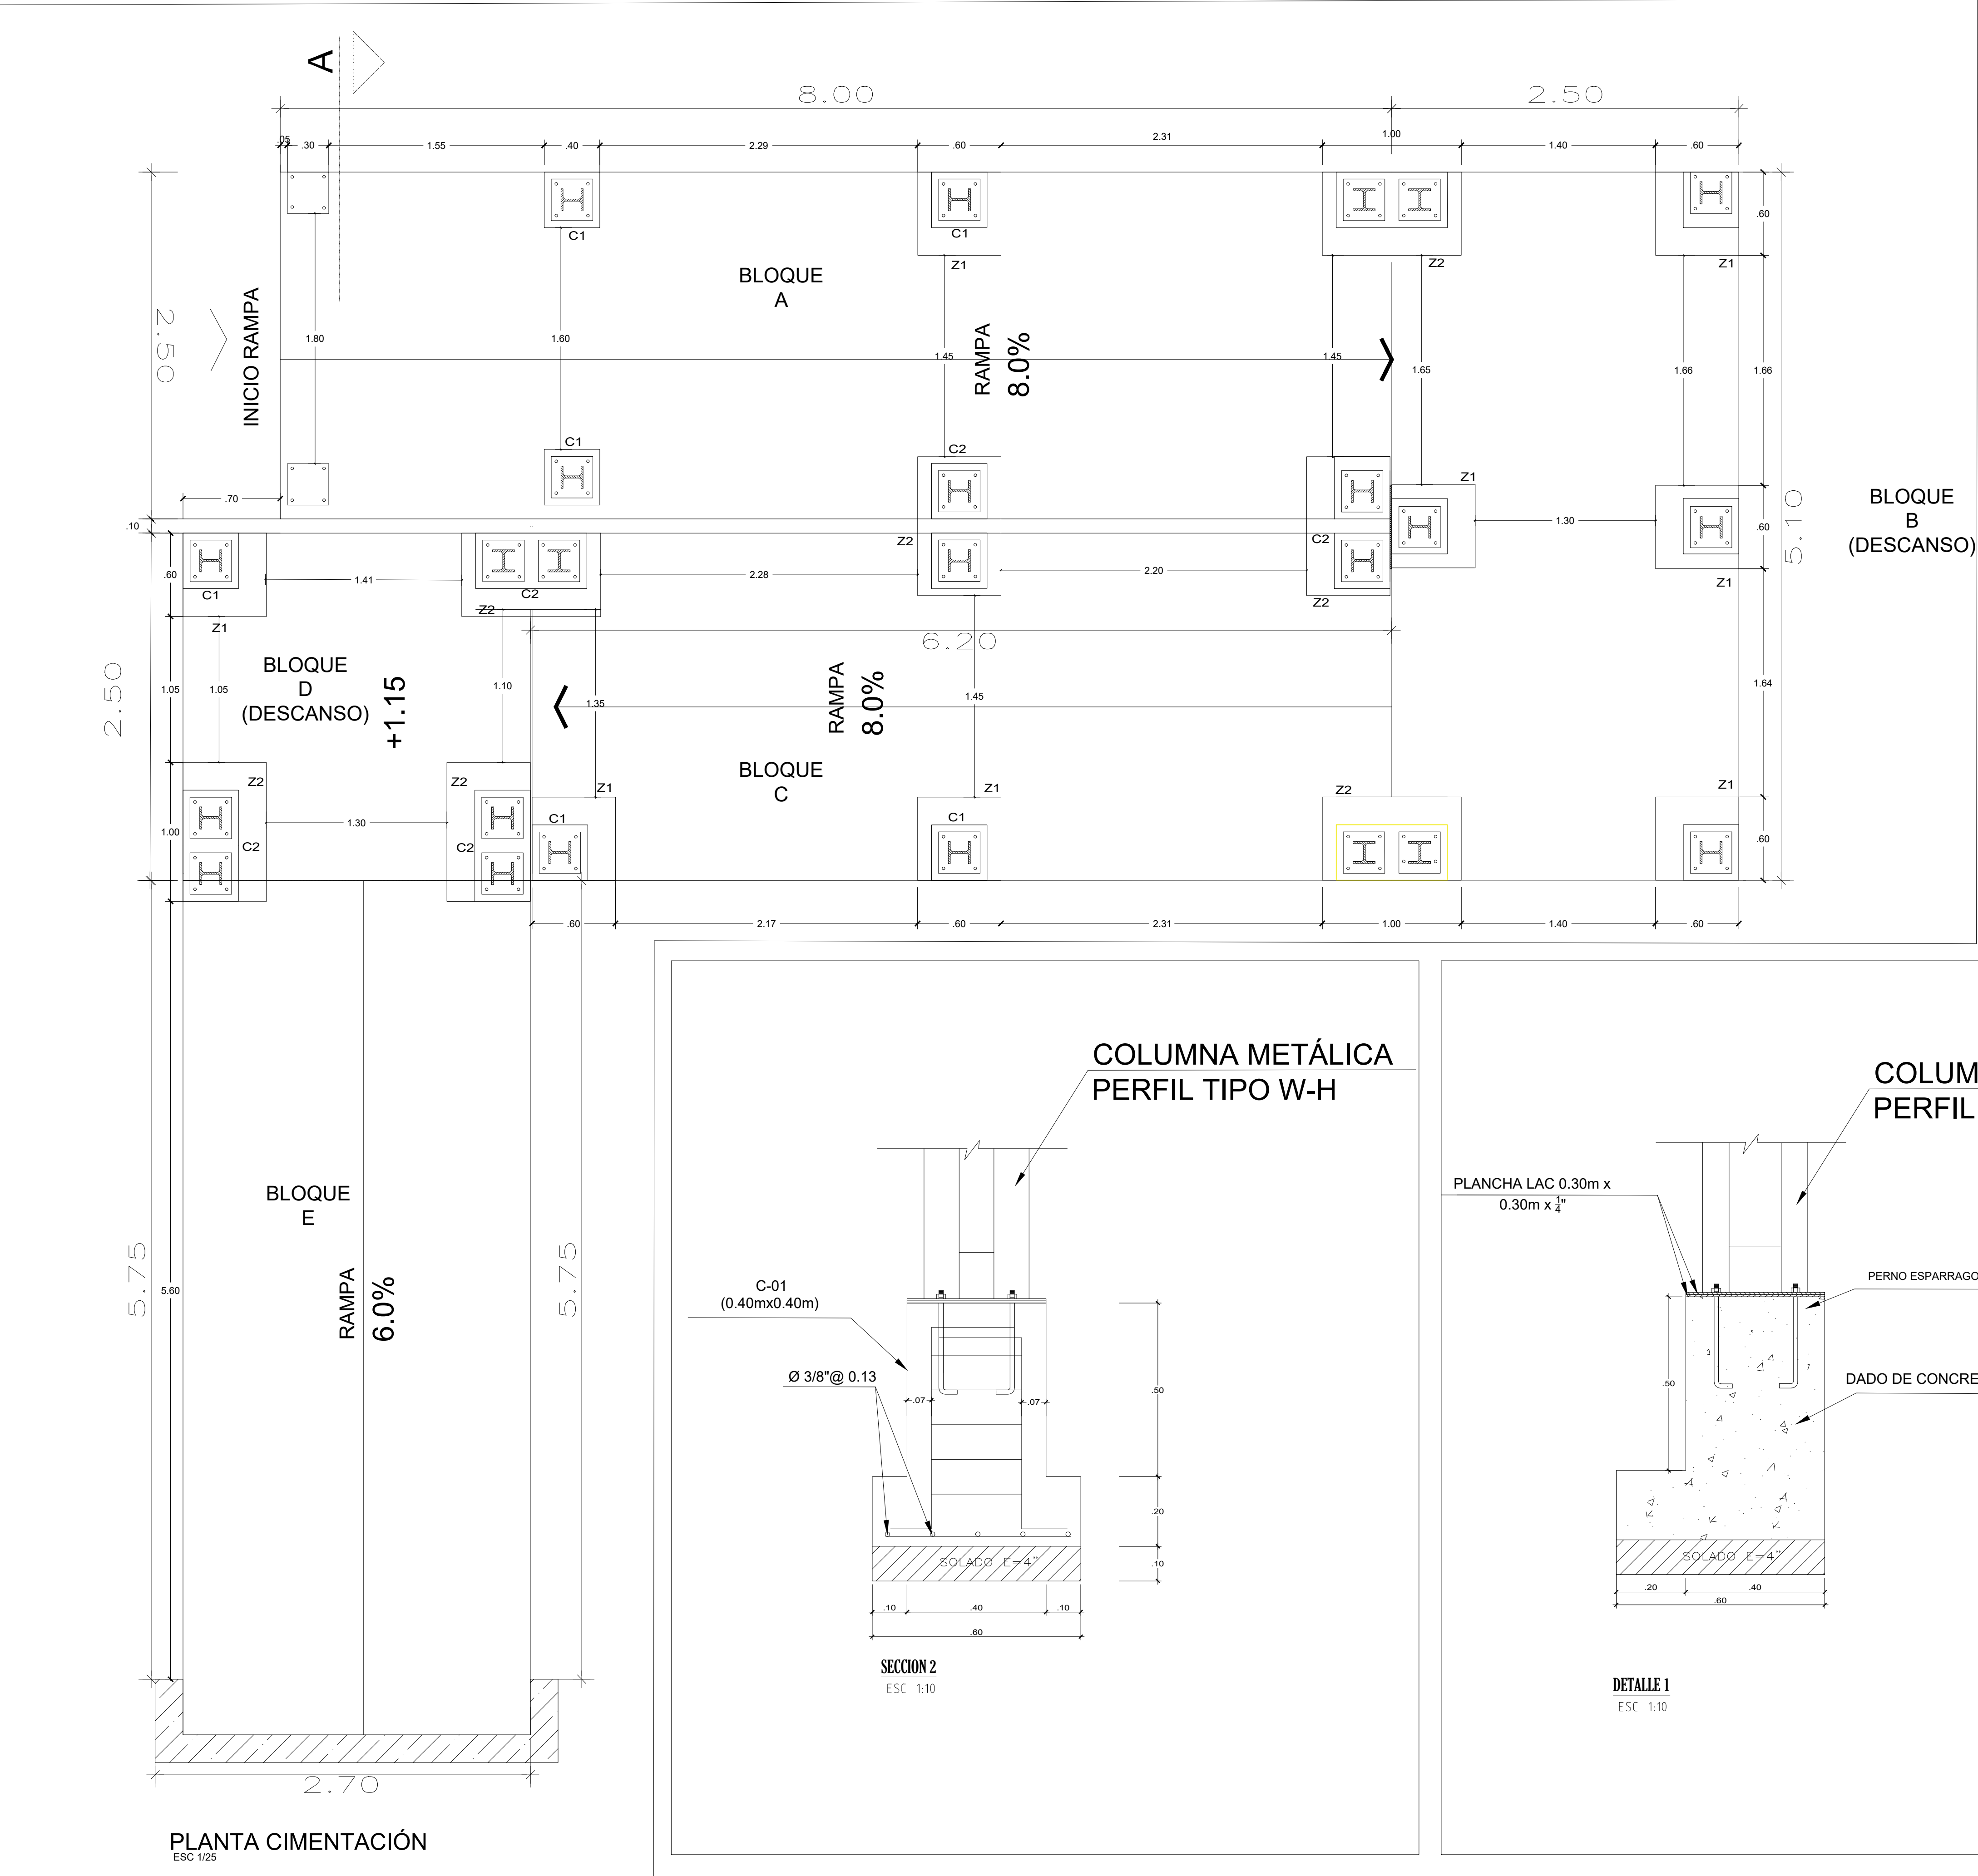 A
8.00
2.50
.05
.30
1.55
.40
2.29
.60
2.31
1.00
1.40
.60
C1
C1
Z1
Z2
Z1
.60
BLOQUE
A
INICIO RAMPA
2.50
1.80
1.60
1.45
RAMPA
8.0%
1.45
1.65
1.66
1.66
C1
C2
Z1
.70
.10
1.30
.60
5.10
BLOQUE
B
(DESCANSO)
Z2
C2
Z1
.60
1.41
2.28
2.20
C1
C2
Z2
Z2
Z1
6.20
BLOQUE
D
(DESCANSO)
+1.15
2.50
1.05
1.05
1.10
1.35
RAMPA
8.0%
1.45
1.64
BLOQUE
C
Z2
Z2
Z1
Z1
Z2
Z1
1.00
1.30
C2
C2
C1
C1
.60
.60
2.17
.60
2.31
1.00
1.40
.60
BLOQUE
E
RAMPA
6.0%
5.75
5.60
5.75
2.70
PLANTA CIMENTACIÓN
ESC 1/25
COLUMNA METÁLICA
PERFIL TIPO W-H
C-01
(0.40mx0.40m)
Ø 3/8"@ 0.13
.07
.07
.50
.20
.10
SOLADO E=4"
.10
.40
.10
.60
SECCION 2
ESC 1:10
COLUM
PERFIL
PLANCHA LAC 0.30m x
0.30m x 1/4"
PERNO ESPARRAGO
DADO DE CONCRE
.50
SOLADO E=4"
.20
.40
.60
DETALLE 1
ESC 1:10